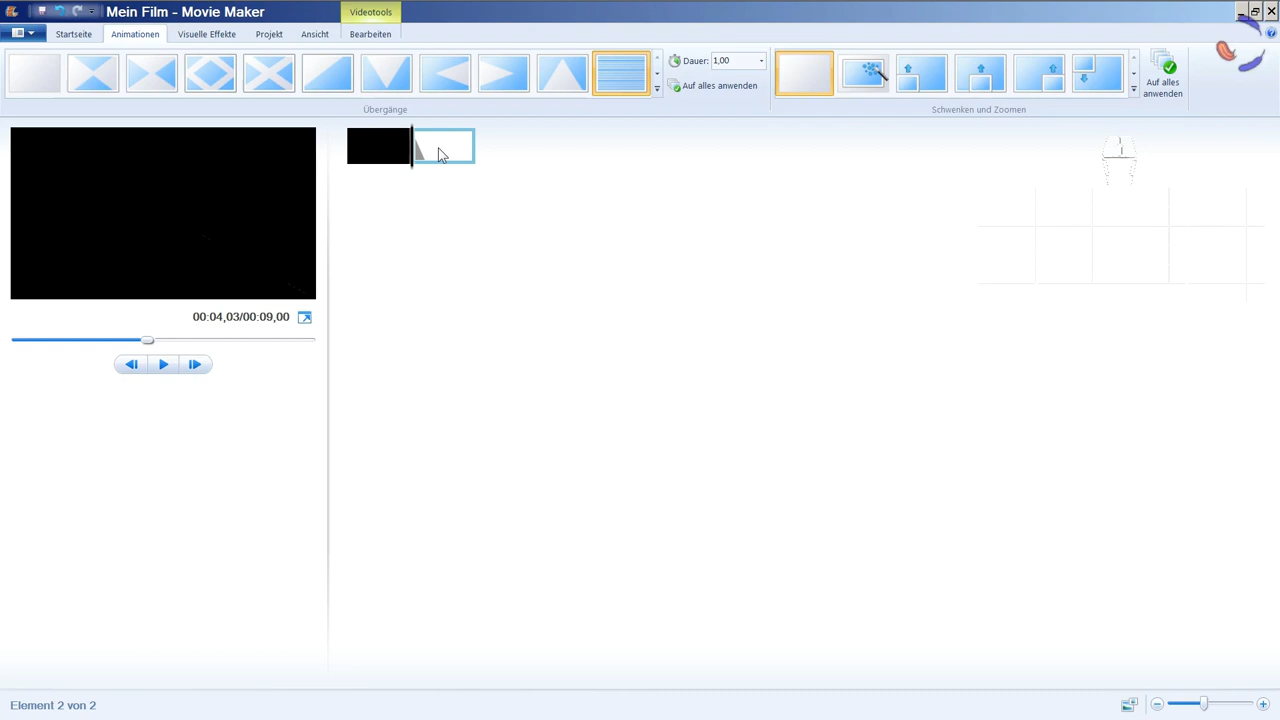 Mein Film - Movie Maker
Videotools
Startseite
Animationen
Visuelle Effekte
Projekt
Ansicht
Bearbeiten
Dauer: 1,00
Auf alles anwenden
Auf alles
anwenden
Übergänge
Schwenken und Zoomen
00:04,03/00:09,00
Element 2 von 2